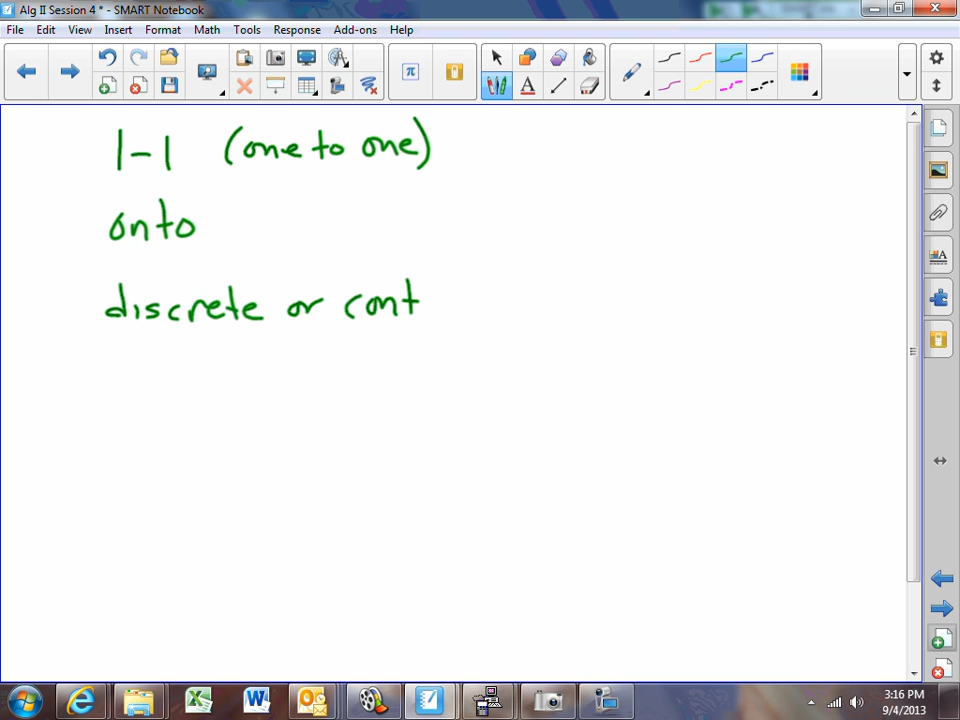 Alg II Session 4 * - SMART Notebook
File Edit View Insert Format Math Tools Response Add-ons Help
1-1 (one to one)
onto
discrete or cont
3:16 PM
9/4/2013